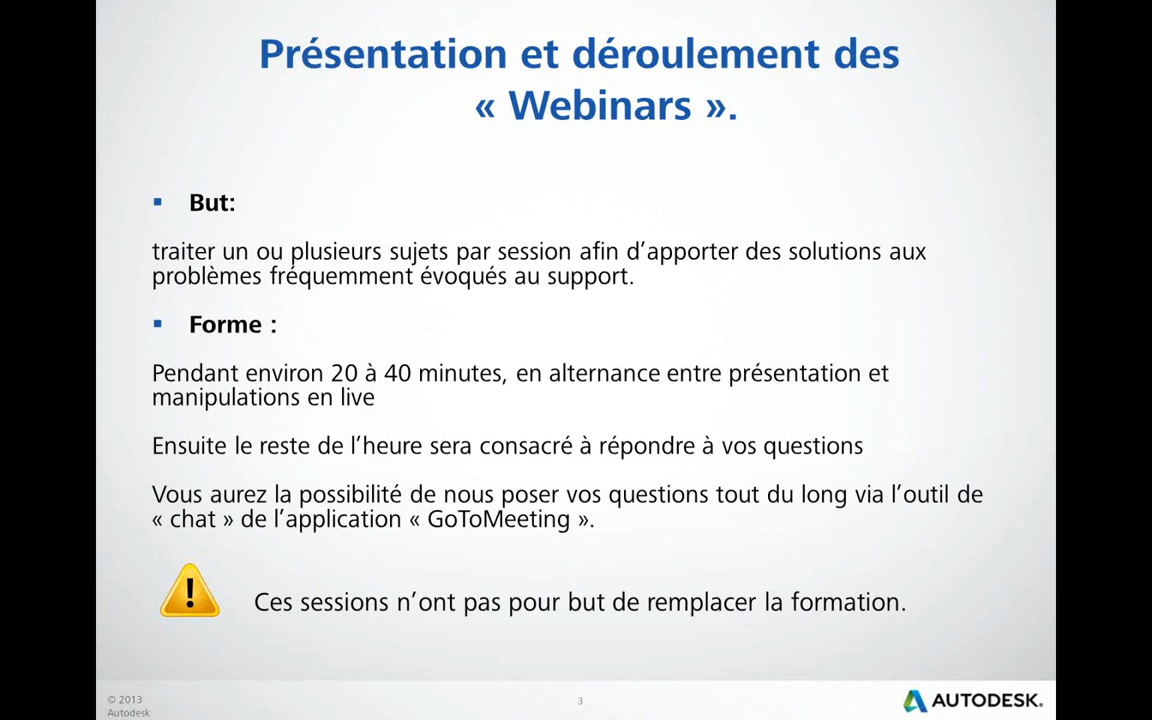 Présentation et déroulement des
« Webinars ».
▪ But:
traiter un ou plusieurs sujets par session afin d’apporter des solutions aux
problèmes fréquemment évoqués au support.
▪ Forme :
Pendant environ 20 à 40 minutes, en alternance entre présentation et
manipulations en live
Ensuite le reste de l’heure sera consacré à répondre à vos questions
Vous aurez la possibilité de nous poser vos questions tout du long via l’outil de
« chat » de l’application « GoToMeeting ».
!
Ces sessions n’ont pas pour but de remplacer la formation.
© 2013
Autodesk
3
AUTODESK.